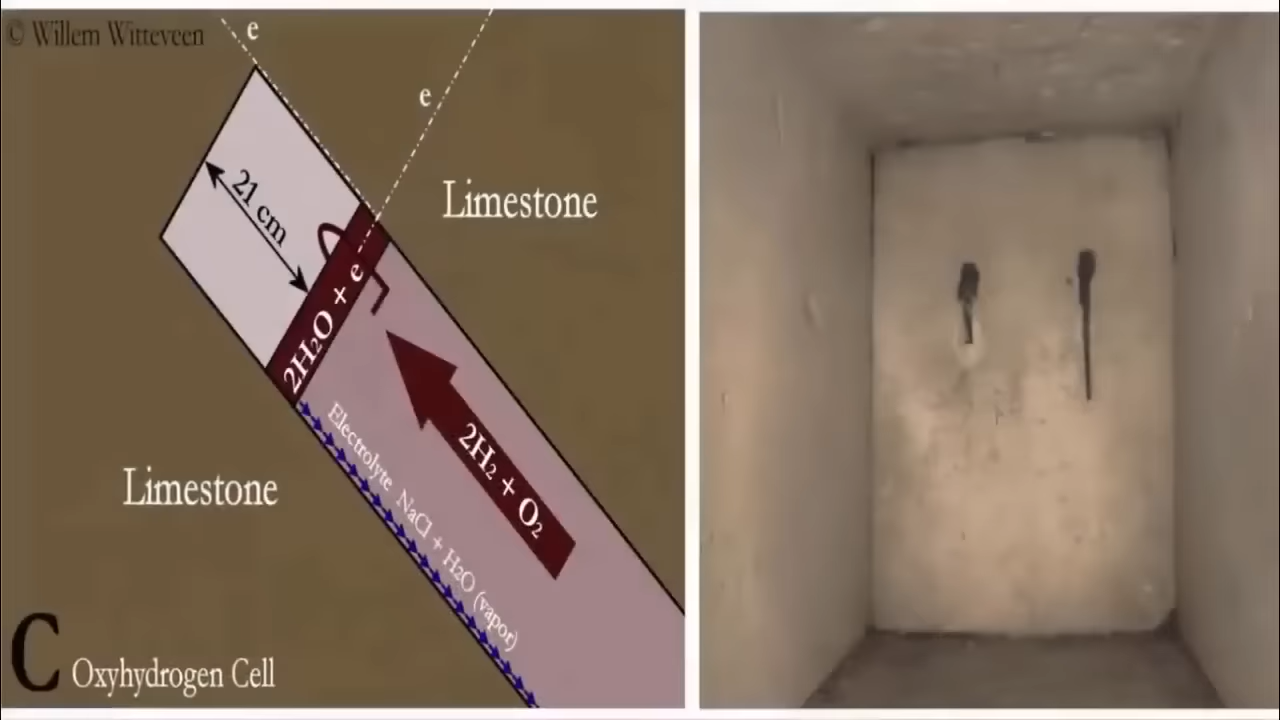 © Willem Witteveen
e
e
21 cm
Limestone
2H₂O + e
2H₂ + O₂
Electrolyte NaCl + H₂O (vapor)
Limestone
C Oxyhydrogen Cell